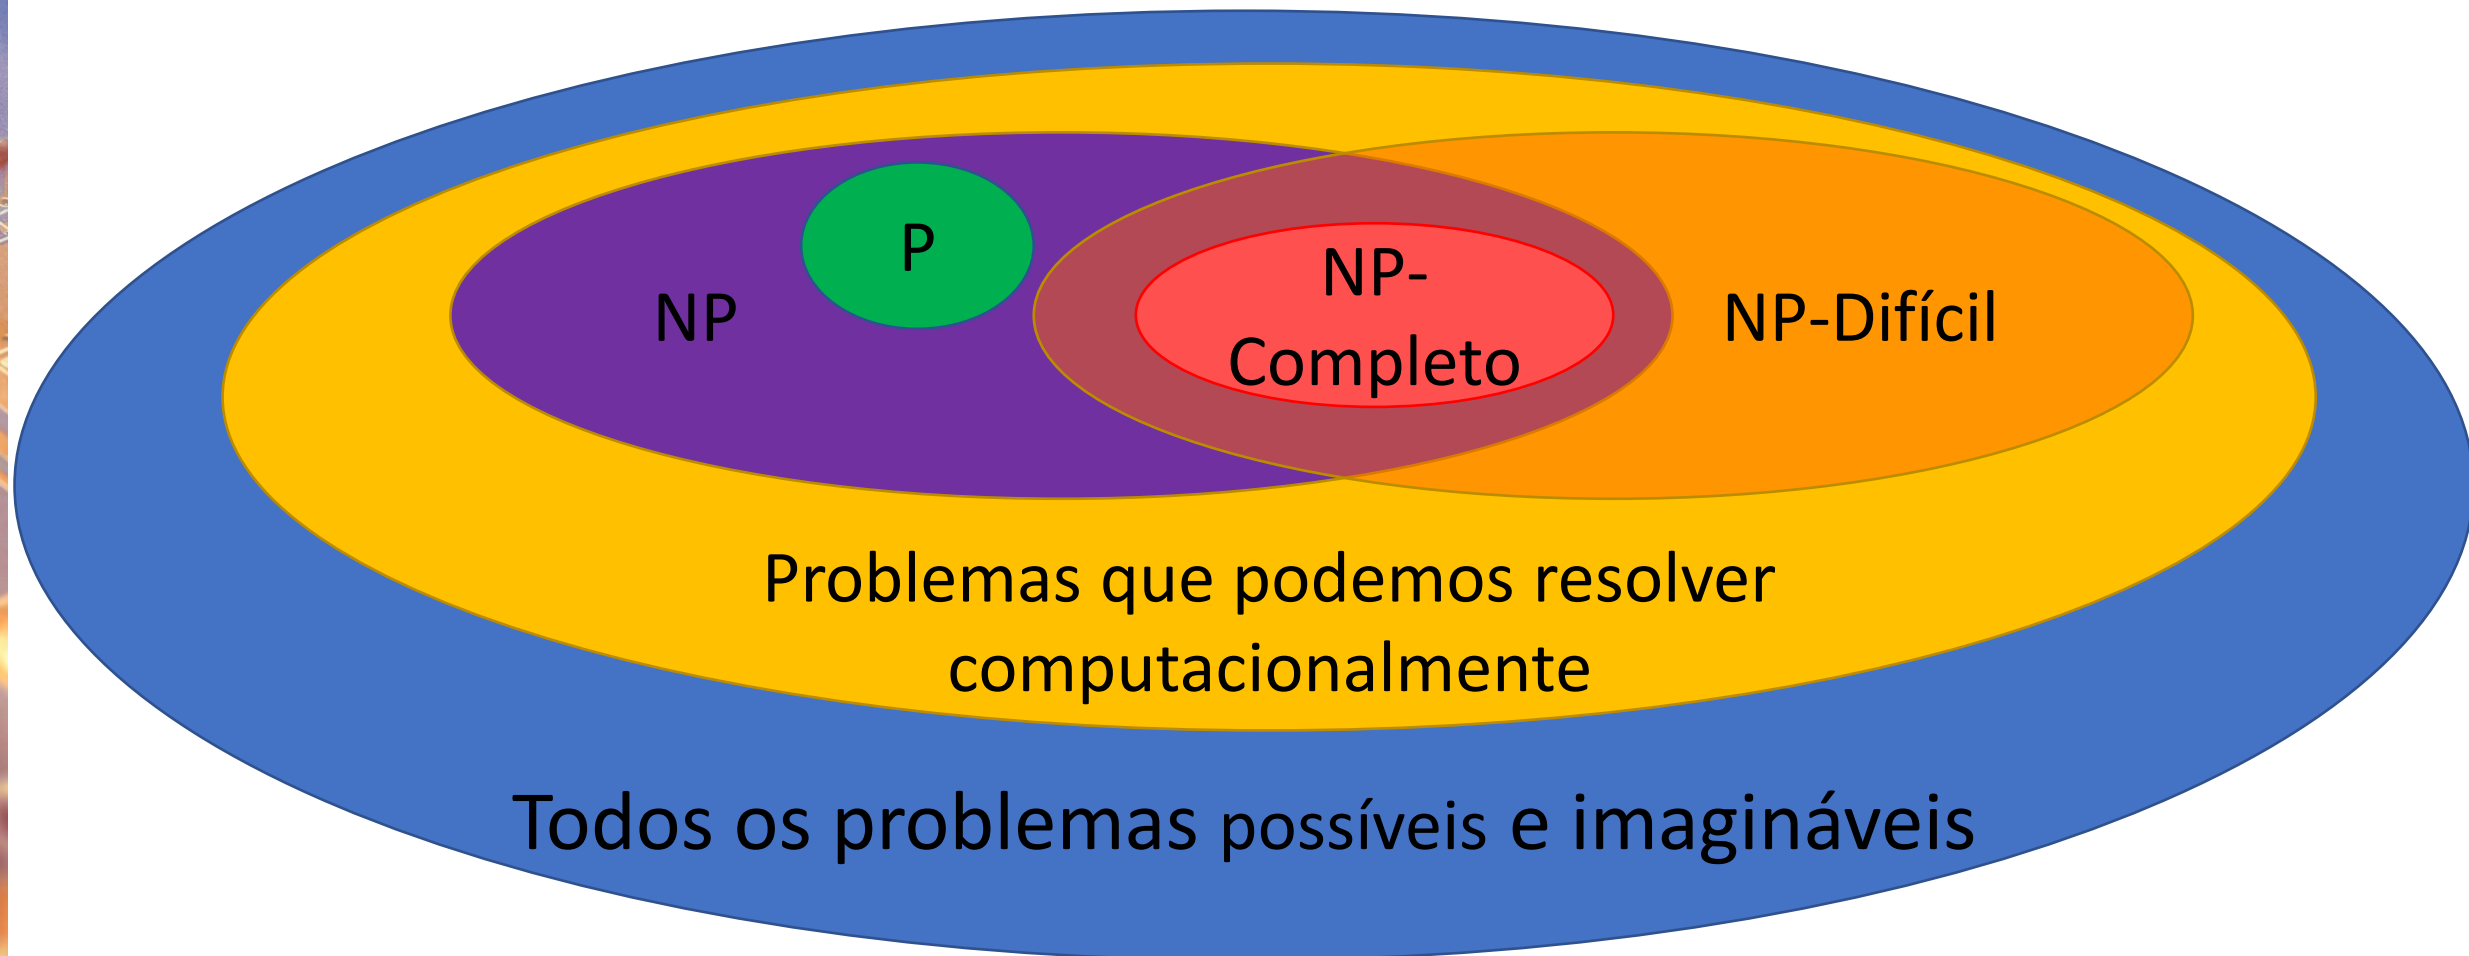 P
NP
NP-
Completo
NP-Difícil
Problemas que podemos resolver
computacionalmente
Todos os problemas possíveis e imagináveis